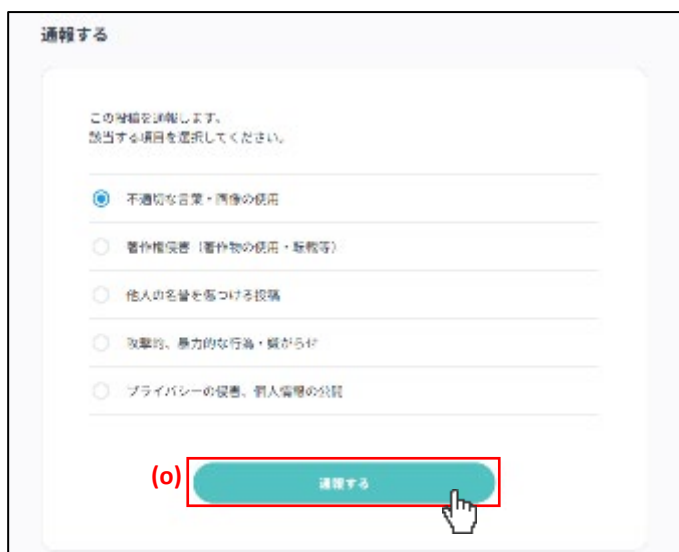 通報する
この投稿を通報します。
該当する項目を選択してください。
不適切な言葉・画像の使用
著作権侵害（著作物の使用・転載等）
他人の名誉を傷つける投稿
攻撃的、暴力的な行為・嫌がらせ
プライバシーの侵害、個人情報の公開
(o) 通報する